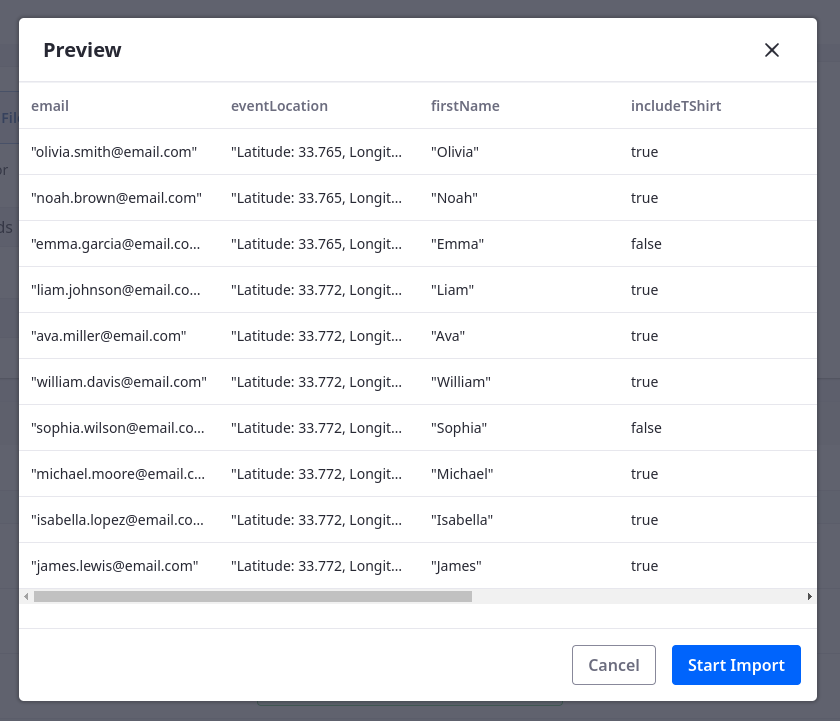 Preview
email eventLocation firstName includeTShirt
"olivia.smith@email.com" "Latitude: 33.765, Longit... "Olivia" true
"noah.brown@email.com" "Latitude: 33.765, Longit... "Noah" true
"emma.garcia@email.co... "Latitude: 33.765, Longit... "Emma" false
"liam.johnson@email.co... "Latitude: 33.772, Longit... "Liam" true
"ava.miller@email.com" "Latitude: 33.772, Longit... "Ava" true
"william.davis@email.com" "Latitude: 33.772, Longit... "William" true
"sophia.wilson@email.co... "Latitude: 33.772, Longit... "Sophia" false
"michael.moore@email.c... "Latitude: 33.772, Longit... "Michael" true
"isabella.lopez@email.co... "Latitude: 33.772, Longit... "Isabella" true
"james.lewis@email.com" "Latitude: 33.772, Longit... "James" true
Cancel Start Import